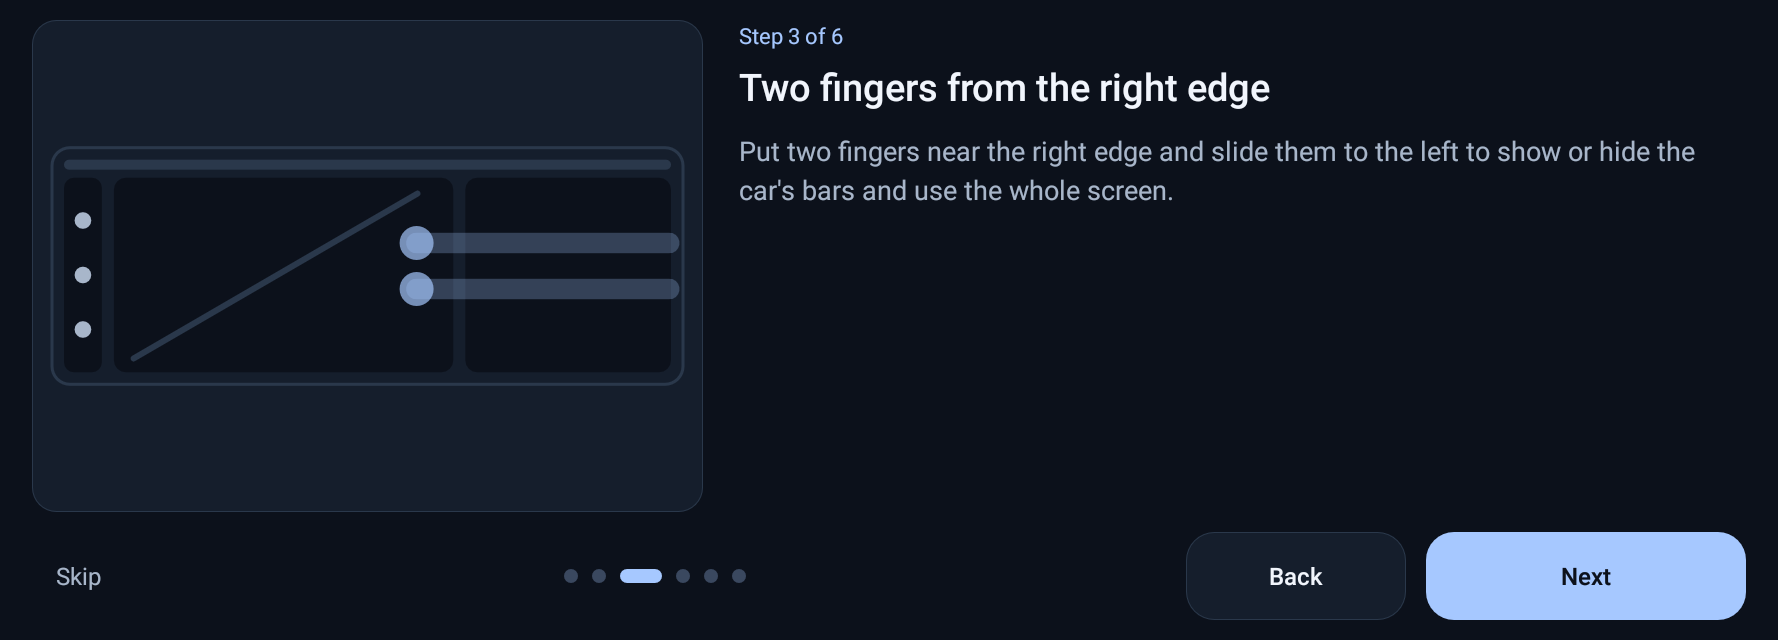 Step 3 of 6
Two fingers from the right edge
Put two fingers near the right edge and slide them to the left to show or hide the
car's bars and use the whole screen.
Skip
Back
Next